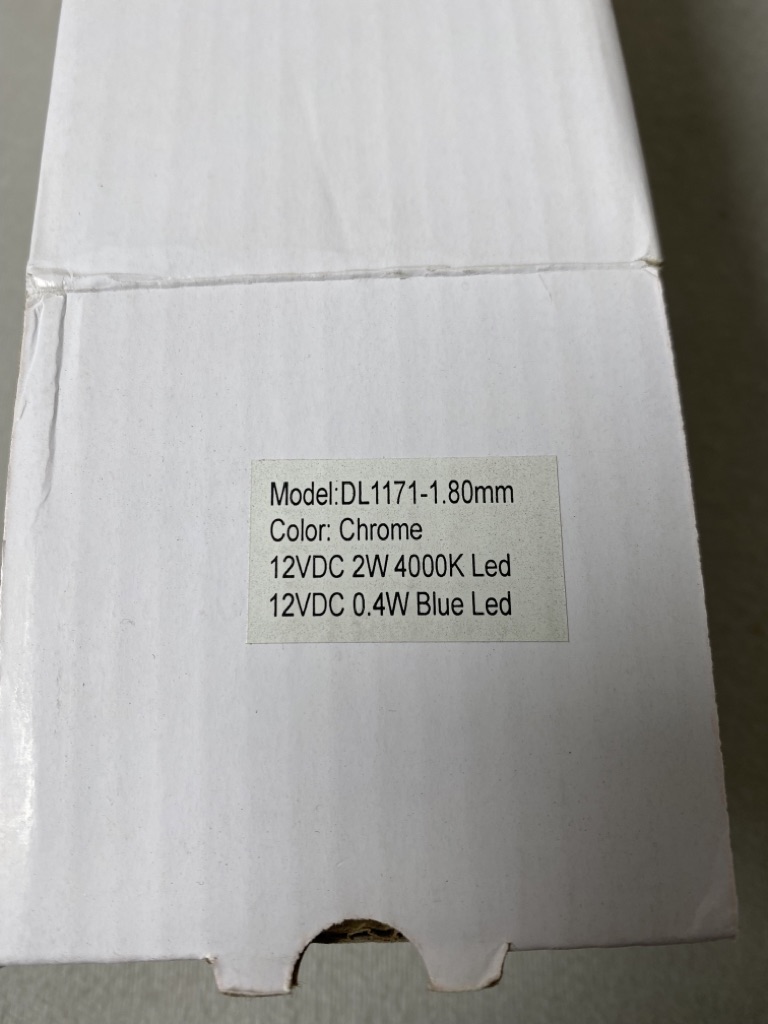 Model:DL1171-1.80mm
Color: Chrome
12VDC 2W 4000K Led
12VDC 0.4W Blue Led